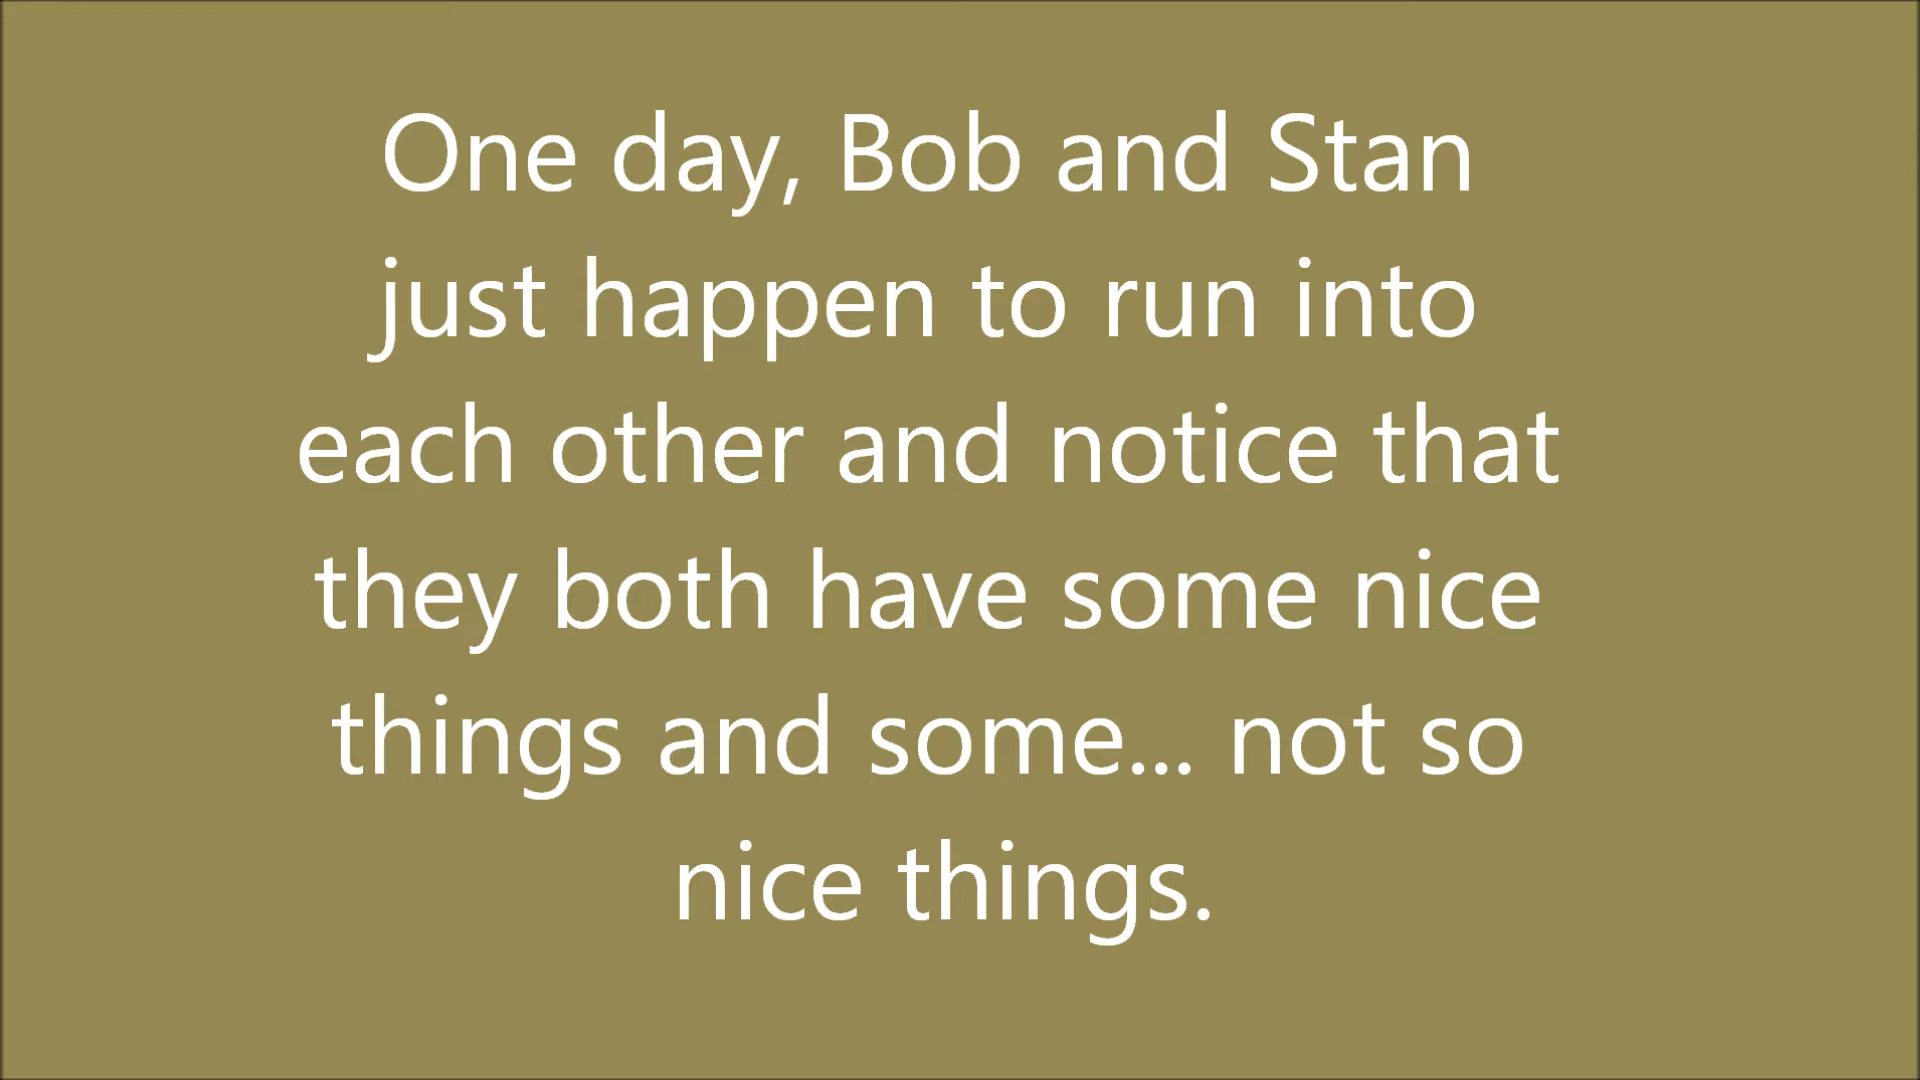 One day, Bob and Stan
just happen to run into
each other and notice that
they both have some nice
things and some... not so
nice things.